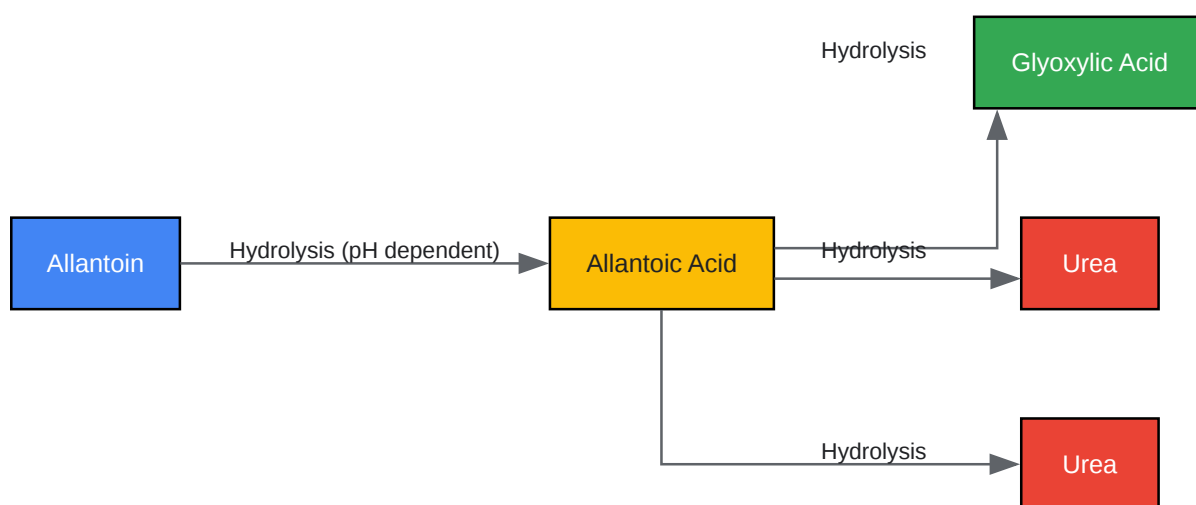 Hydrolysis
Glyoxylic Acid
Allantoin
Hydrolysis (pH dependent)
Allantoic Acid
Hydrolysis
Urea
Hydrolysis
Urea